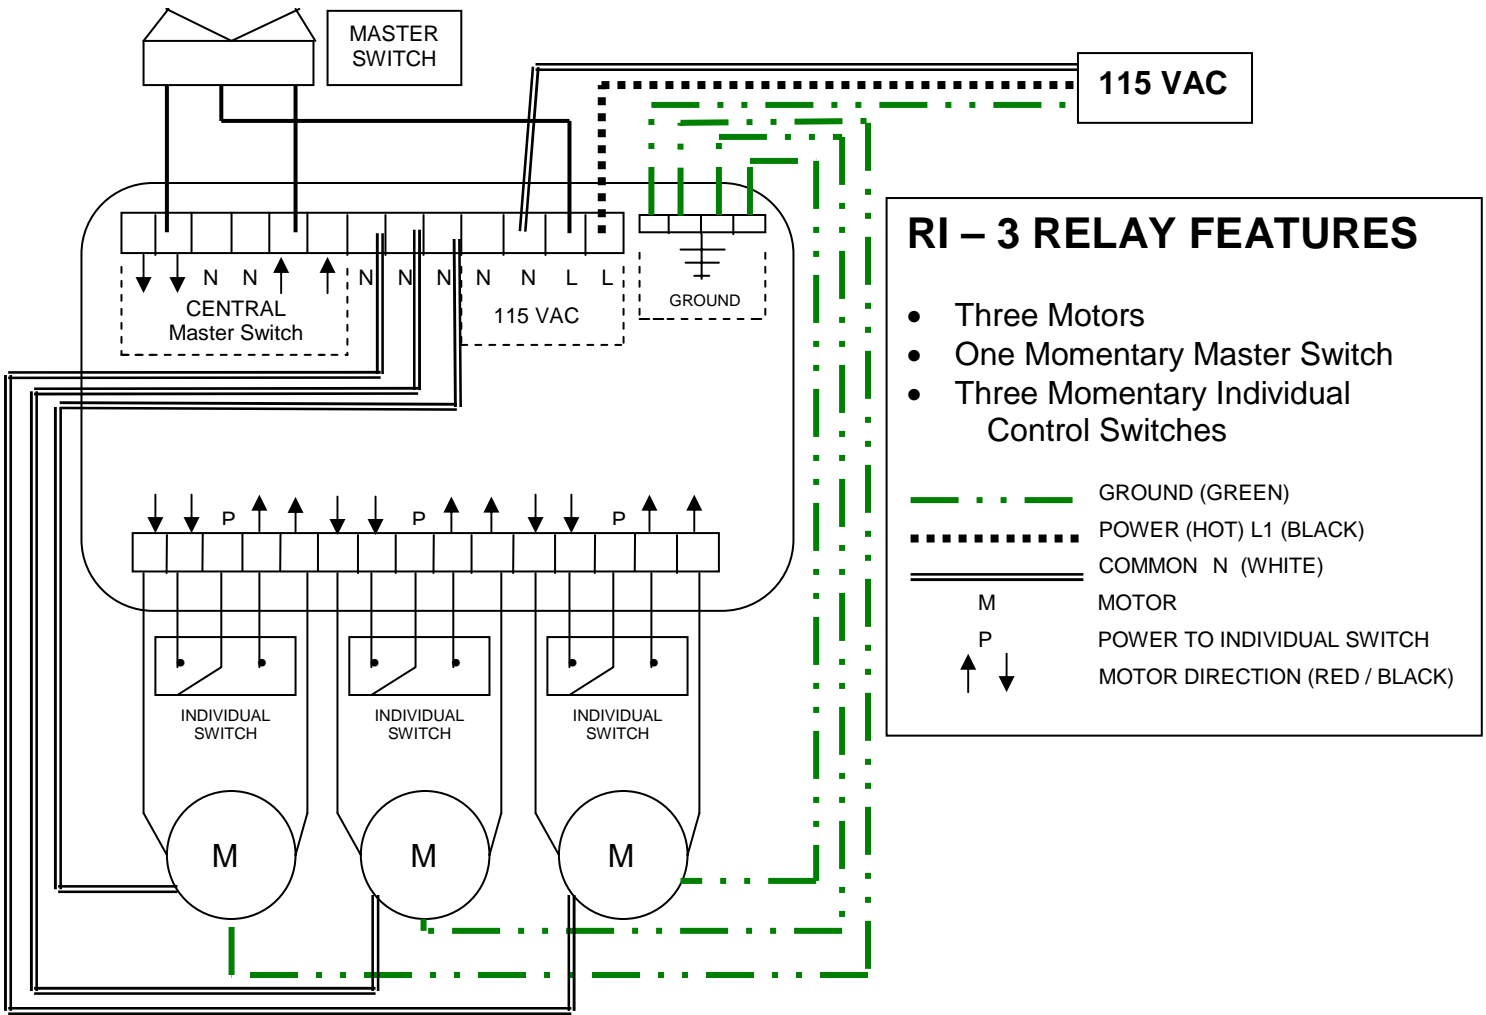 MASTER
SWITCH
115 VAC
N N N N N N N L L
CENTRAL
Master Switch
115 VAC
GROUND
RI – 3 RELAY FEATURES
• Three Motors
• One Momentary Master Switch
• Three Momentary Individual
Control Switches
GROUND (GREEN)
POWER (HOT) L1 (BLACK)
COMMON N (WHITE)
M MOTOR
P POWER TO INDIVIDUAL SWITCH
MOTOR DIRECTION (RED / BLACK)
P P P
INDIVIDUAL
SWITCH
INDIVIDUAL
SWITCH
INDIVIDUAL
SWITCH
M M M